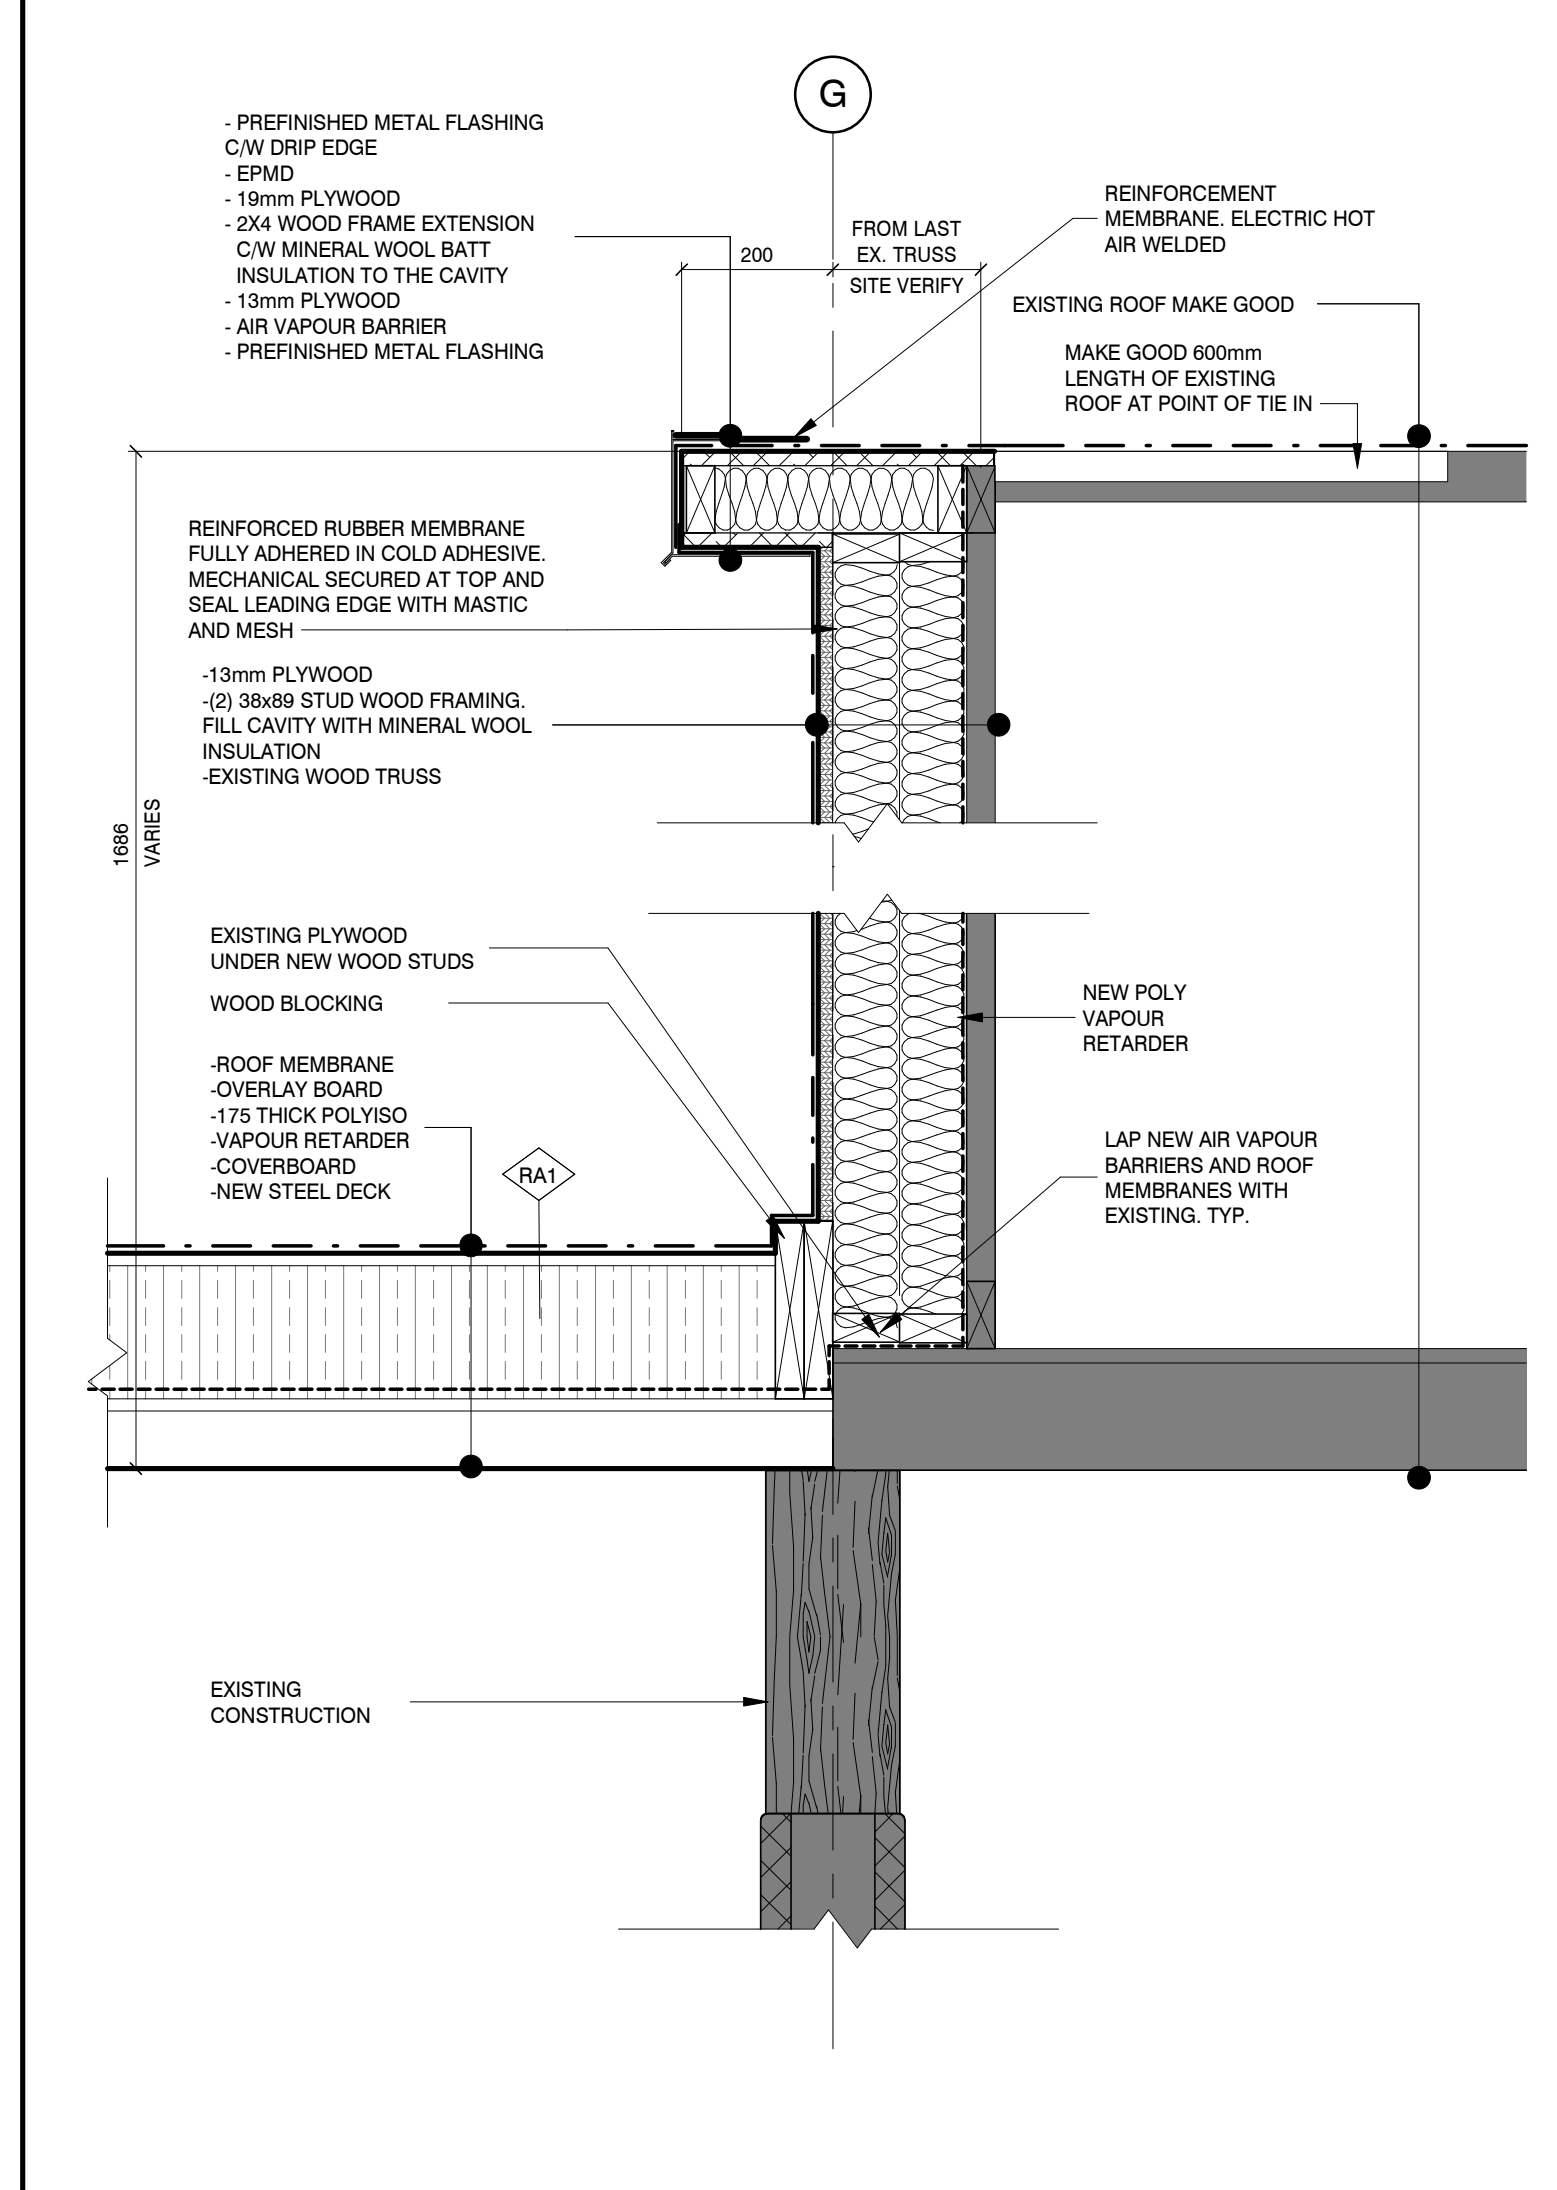 G
- PREFINISHED METAL FLASHING
C/W DRIP EDGE
- EPMD
- 19mm PLYWOOD
- 2X4 WOOD FRAME EXTENSION
C/W MINERAL WOOL BATT
INSULATION TO THE CAVITY
- 13mm PLYWOOD
- AIR VAPOUR BARRIER
- PREFINISHED METAL FLASHING
200
FROM LAST
EX. TRUSS
SITE VERIFY
REINFORCEMENT
MEMBRANE. ELECTRIC HOT
AIR WELDED
EXISTING ROOF MAKE GOOD
MAKE GOOD 600mm
LENGTH OF EXISTING
ROOF AT POINT OF TIE IN
REINFORCED RUBBER MEMBRANE
FULLY ADHERED IN COLD ADHESIVE.
MECHANICAL SECURED AT TOP AND
SEAL LEADING EDGE WITH MASTIC
AND MESH
-13mm PLYWOOD
-(2) 38x89 STUD WOOD FRAMING.
FILL CAVITY WITH MINERAL WOOL
INSULATION
-EXISTING WOOD TRUSS
1686
VARIES
EXISTING PLYWOOD
UNDER NEW WOOD STUDS
WOOD BLOCKING
-ROOF MEMBRANE
-OVERLAY BOARD
-175 THICK POLYISO
-VAPOUR RETARDER
-COVERBOARD
-NEW STEEL DECK
RA1
NEW POLY
VAPOUR
RETARDER
LAP NEW AIR VAPOUR
BARRIERS AND ROOF
MEMBRANES WITH
EXISTING. TYP.
EXISTING
CONSTRUCTION